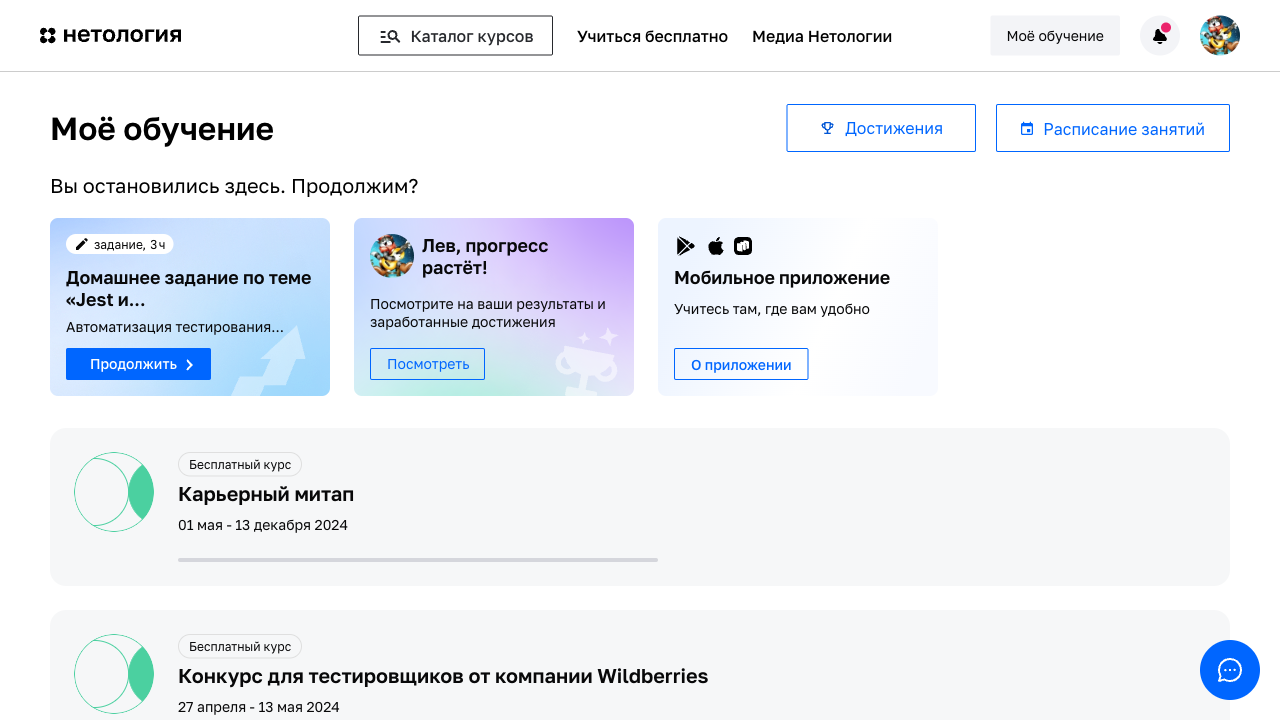 нетология
Каталог курсов
Учиться бесплатно
Медиа Нетологии
Моё обучение
Моё обучение
Достижения
Расписание занятий
Вы остановились здесь. Продолжим?
задание, 3 ч
Домашнее задание по теме
«Jest и...
Автоматизация тестирования...
Продолжить
Лев, прогресс
растёт!
Посмотрите на ваши результаты и
заработанные достижения
Посмотреть
Мобильное приложение
Учитесь там, где вам удобно
О приложении
Бесплатный курс
Карьерный митап
01 мая - 13 декабря 2024
Бесплатный курс
Конкурс для тестировщиков от компании Wildberries
27 апреля - 13 мая 2024